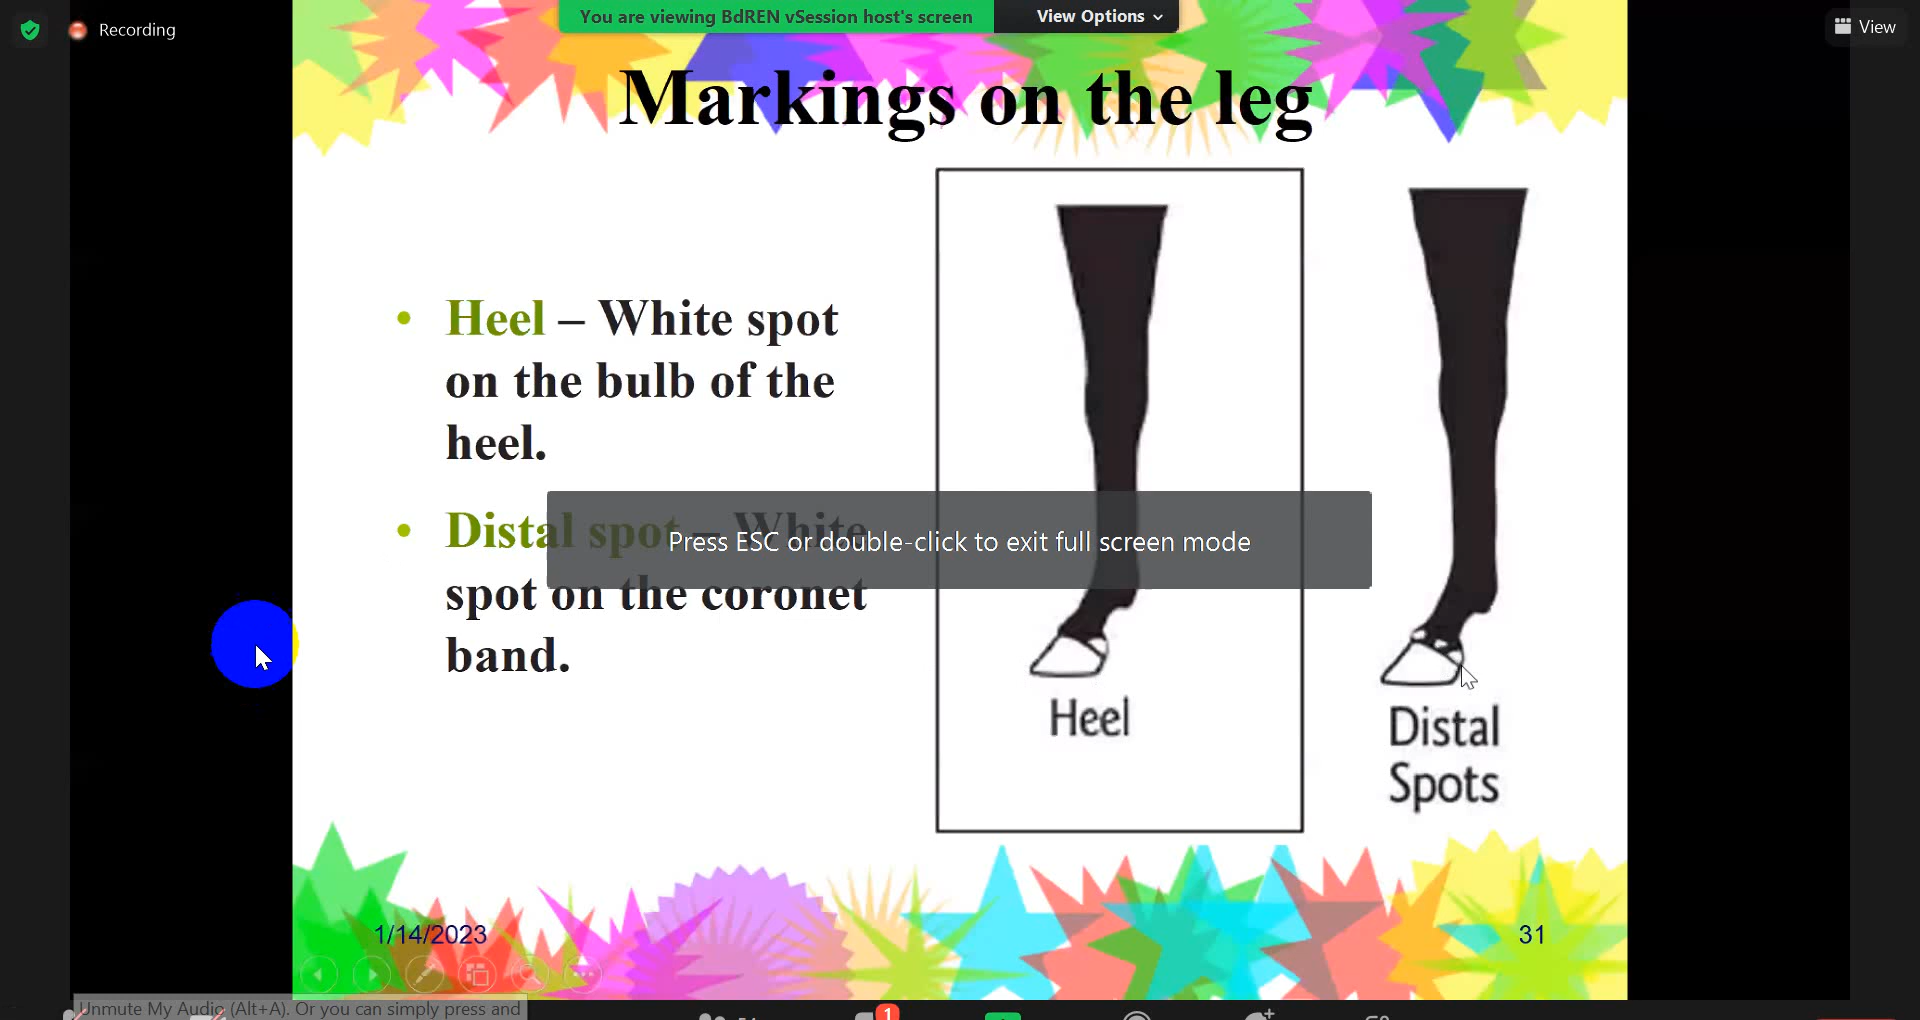 Recording
You are viewing BdREN vSession host's screen
View Options
View
Markings on the leg
• Heel – White spot
on the bulb of the
heel.
• Distal spot – White
spot on the coronet
band.
Press ESC or double-click to exit full screen mode
Heel
Distal
Spots
1/14/2023
31
Unmute My Audio (Alt+A). Or you can simply press and
1